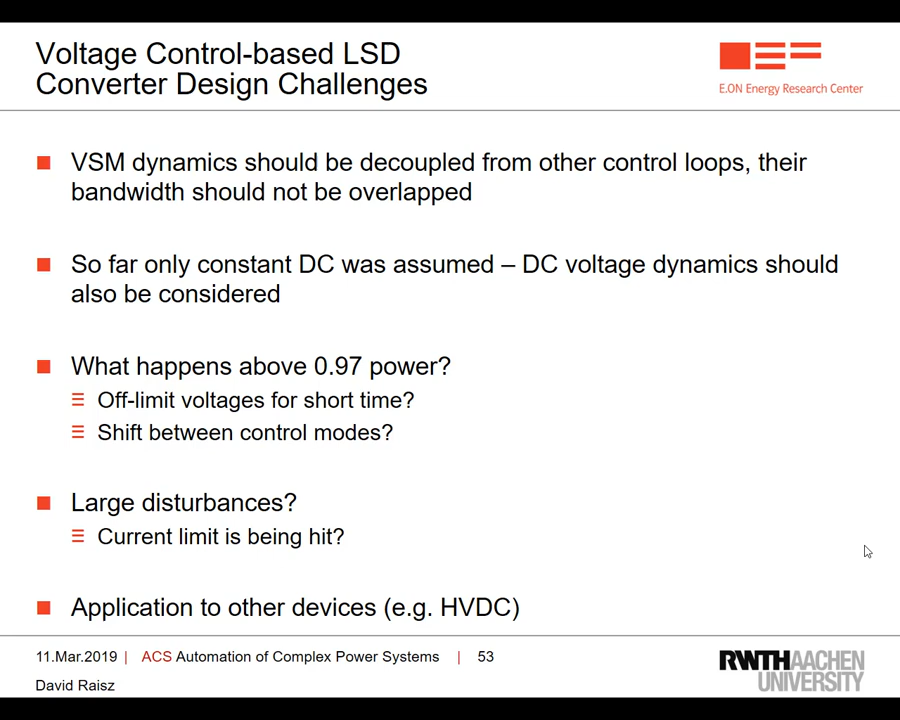 Voltage Control-based LSD
Converter Design Challenges
E.ON Energy Research Center
VSM dynamics should be decoupled from other control loops, their
bandwidth should not be overlapped
So far only constant DC was assumed – DC voltage dynamics should
also be considered
What happens above 0.97 power?
Off-limit voltages for short time?
Shift between control modes?
Large disturbances?
Current limit is being hit?
Application to other devices (e.g. HVDC)
11.Mar.2019 | ACS Automation of Complex Power Systems | 53
David Raisz
RWTH AACHEN
UNIVERSITY